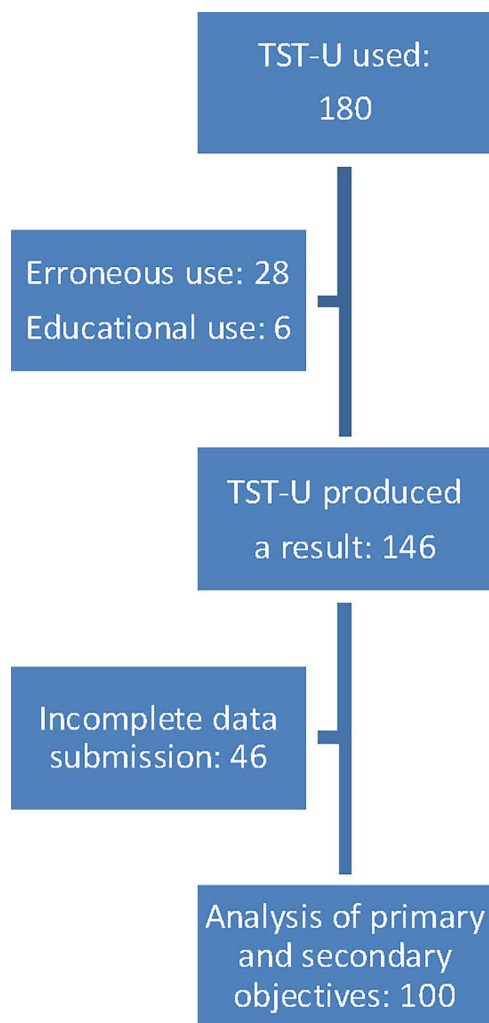 TST-U used:
180
Erroneous use: 28
Educational use: 6
TST-U produced
a result: 146
Incomplete data
submission: 46
Analysis of primary
and secondary
objectives: 100